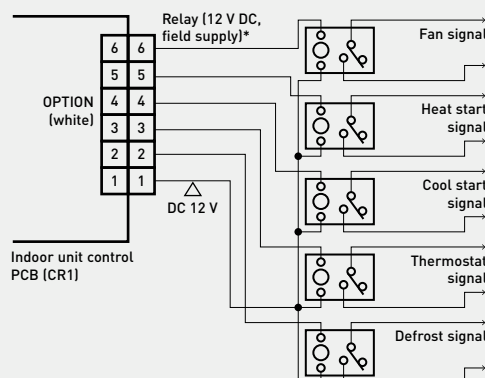 Relay (12 V DC,
field supply)*
Fan signal
6 6
5 5
OPTION
(white)
4 4
3 3
2 2
1 1
Heat start
signal
DC 12 V
Cool start
signal
Indoor unit control
PCB (CR1)
Thermostat
signal
Defrost signal